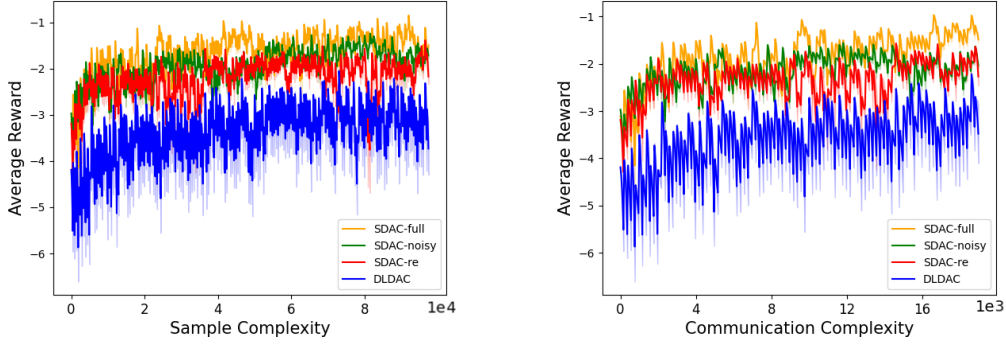 Average Reward
−1
−2
−3
−4
−5
−6
0
2
4
6
8
1e4
Sample Complexity
SDAC-full
SDAC-noisy
SDAC-re
DLDAC
Average Reward
−1
−2
−3
−4
−5
−6
0
4
8
12
16
1e3
Communication Complexity
SDAC-full
SDAC-noisy
SDAC-re
DLDAC